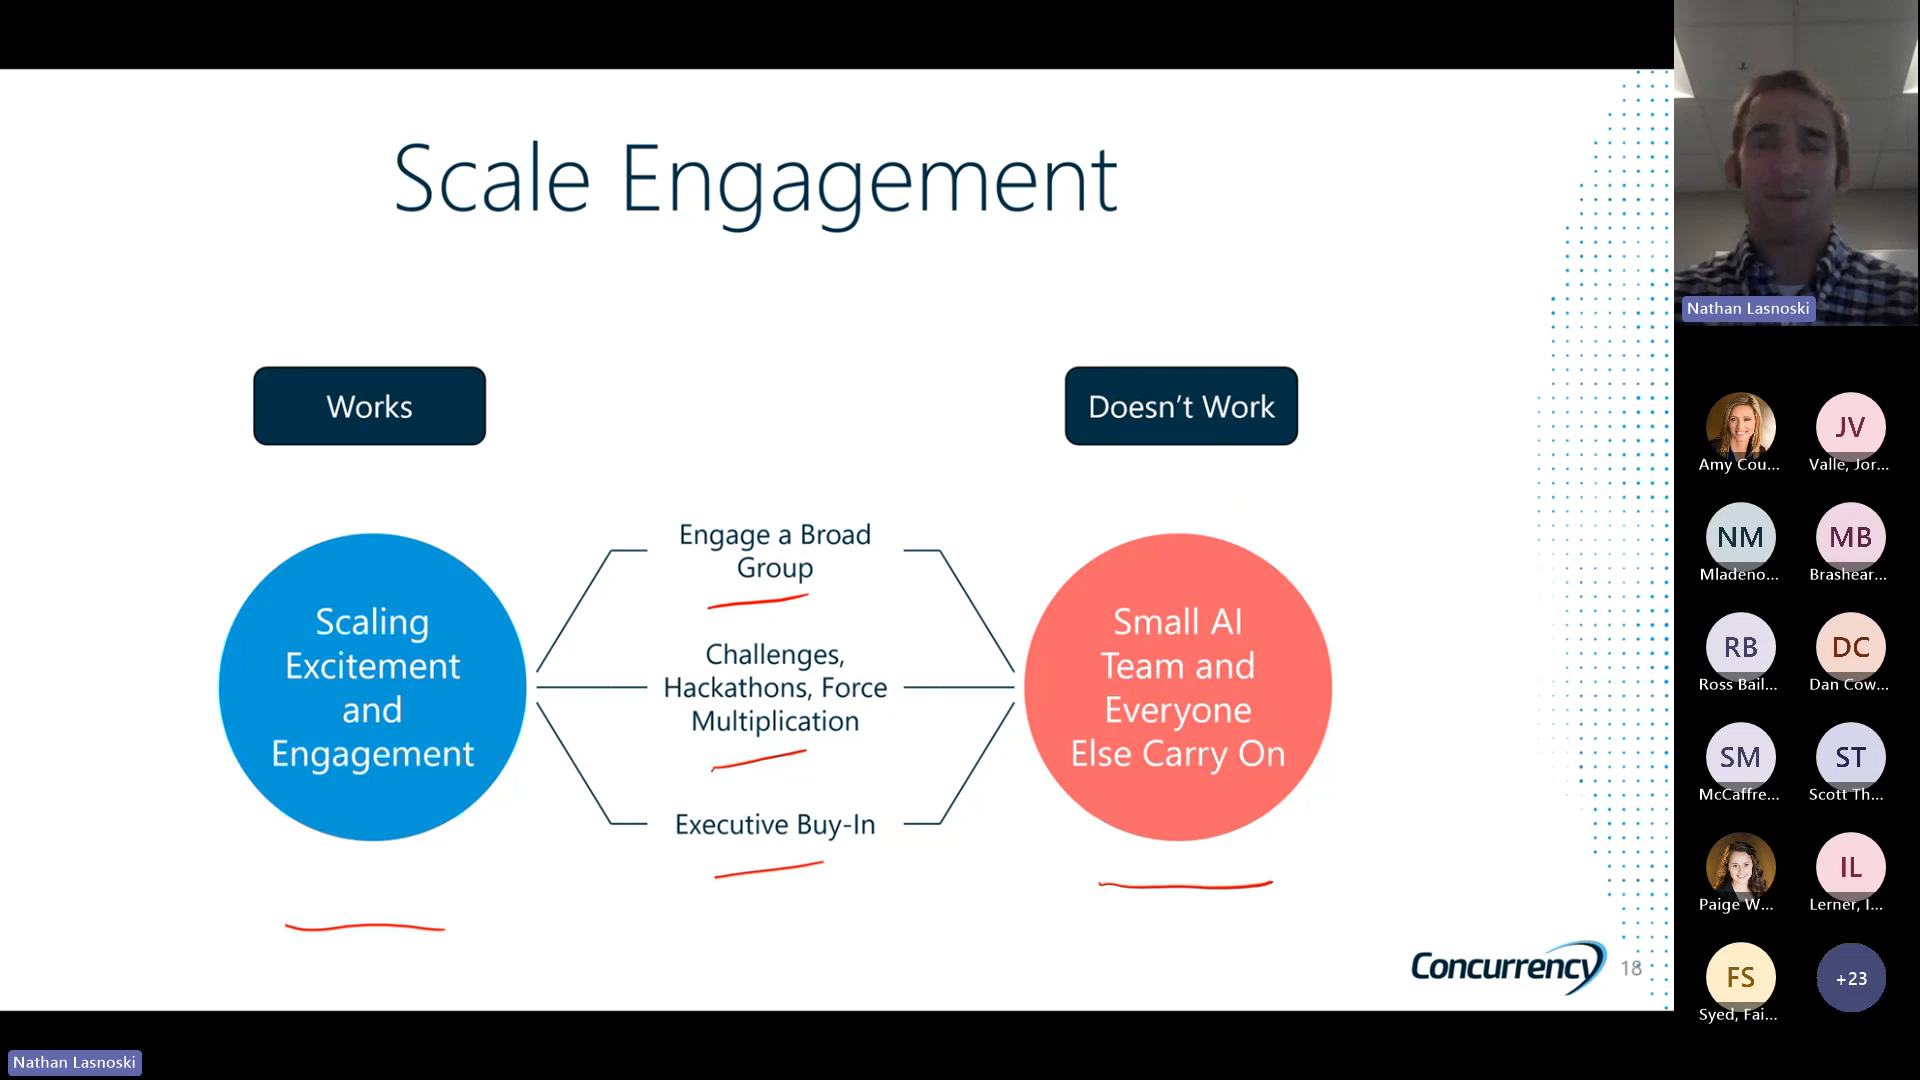 Scale Engagement
Works
Doesn't Work
Scaling
Excitement
and
Engagement
Engage a Broad
Group
Challenges,
Hackathons, Force
Multiplication
Executive Buy-In
Small AI
Team and
Everyone
Else Carry On
Concurrency
18
Nathan Lasnoski
Nathan Lasnoski
Amy Cou...
JV
Valle, Jor...
NM
Mladeno...
MB
Brashear...
RB
Ross Bail...
DC
Dan Cow...
SM
McCaffre...
ST
Scott Th...
Paige W...
IL
Lerner, I...
FS
Syed, Fai...
+23